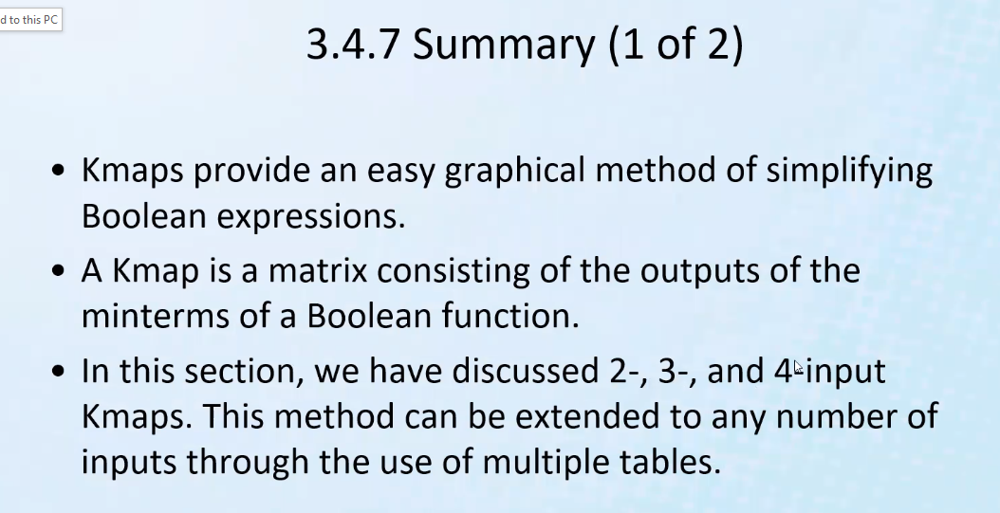 d to this PC
3.4.7 Summary (1 of 2)
• Kmaps provide an easy graphical method of simplifying
Boolean expressions.
• A Kmap is a matrix consisting of the outputs of the
minterms of a Boolean function.
• In this section, we have discussed 2-, 3-, and 4-input
Kmaps. This method can be extended to any number of
inputs through the use of multiple tables.